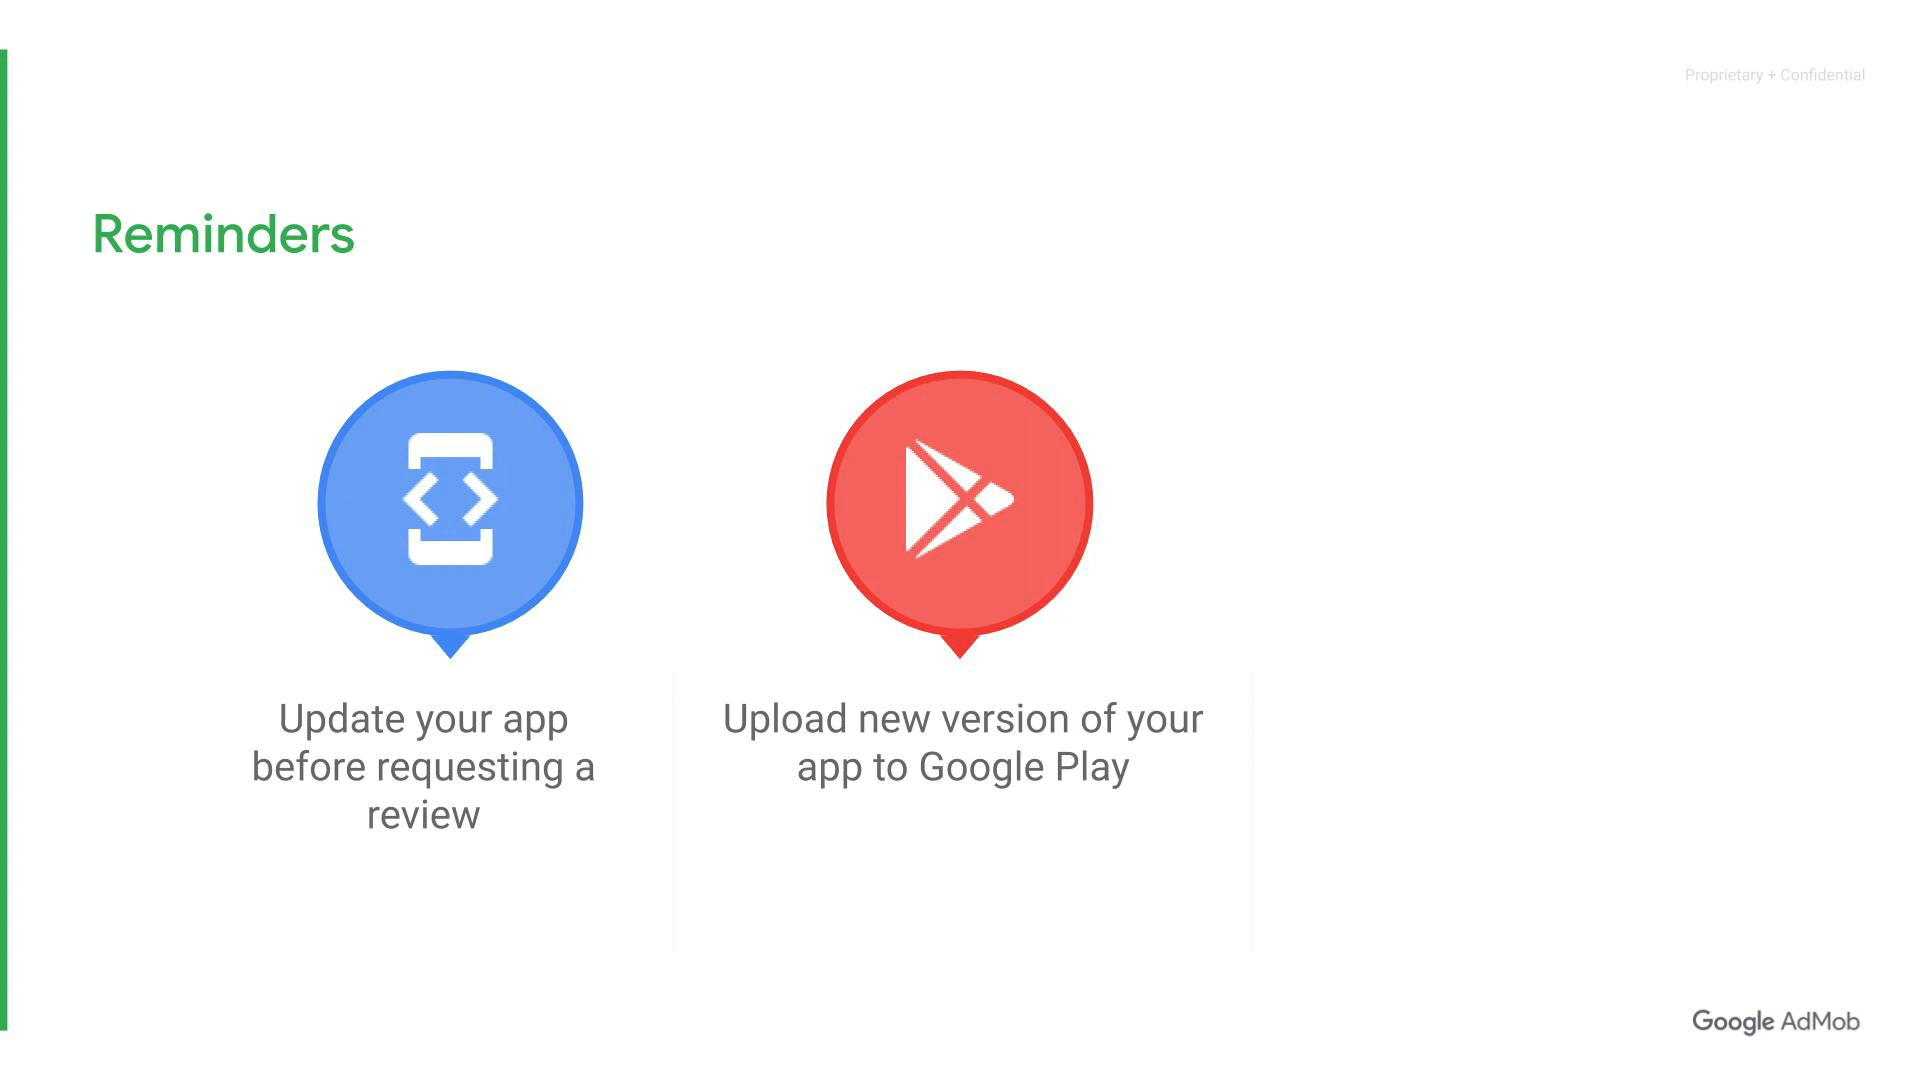 Proprietary + Confidential
Reminders
Update your app
before requesting a
review
Upload new version of your
app to Google Play
Google AdMob